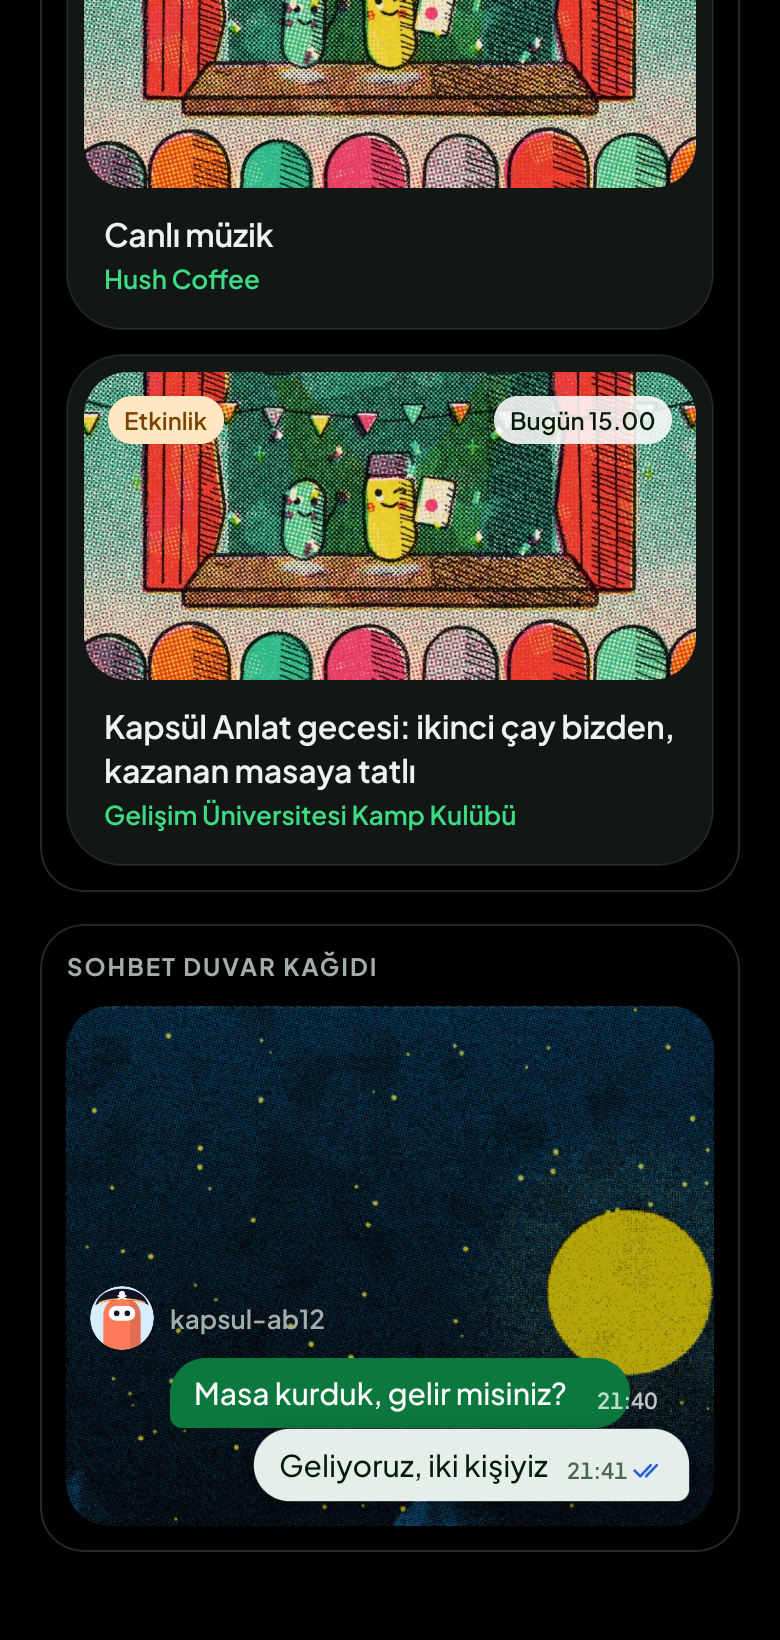 Canlı müzik
Hush Coffee
Etkinlik
Bugün 15.00
Kapsül Anlat gecesi: ikinci çay bizden,
kazanan masaya tatlı
Gelişim Üniversitesi Kamp Kulübü
SOHBET DUVAR KAĞIDI
kapsul-ab12
Masa kurduk, gelir misiniz? 21:40
Geliyoruz, iki kişiyiz 21:41